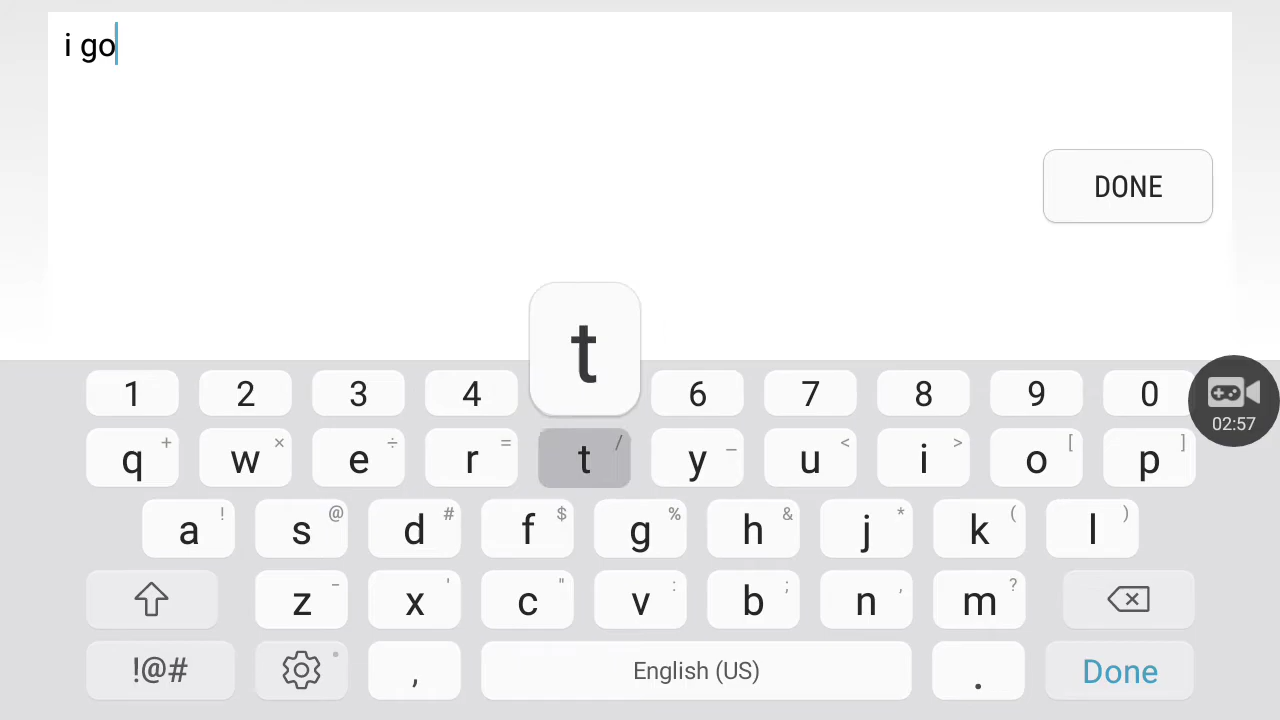 i go
DONE
t
1 2 3 4 6 7 8 9 0
02:57
q + w × e ÷ r = t / y _ u < i > o [ p ]
a ! s @ d # f $ g % h & j * k ( l )
z - x ' c " v : b ; n , m ?
!@# , English (US) . Done